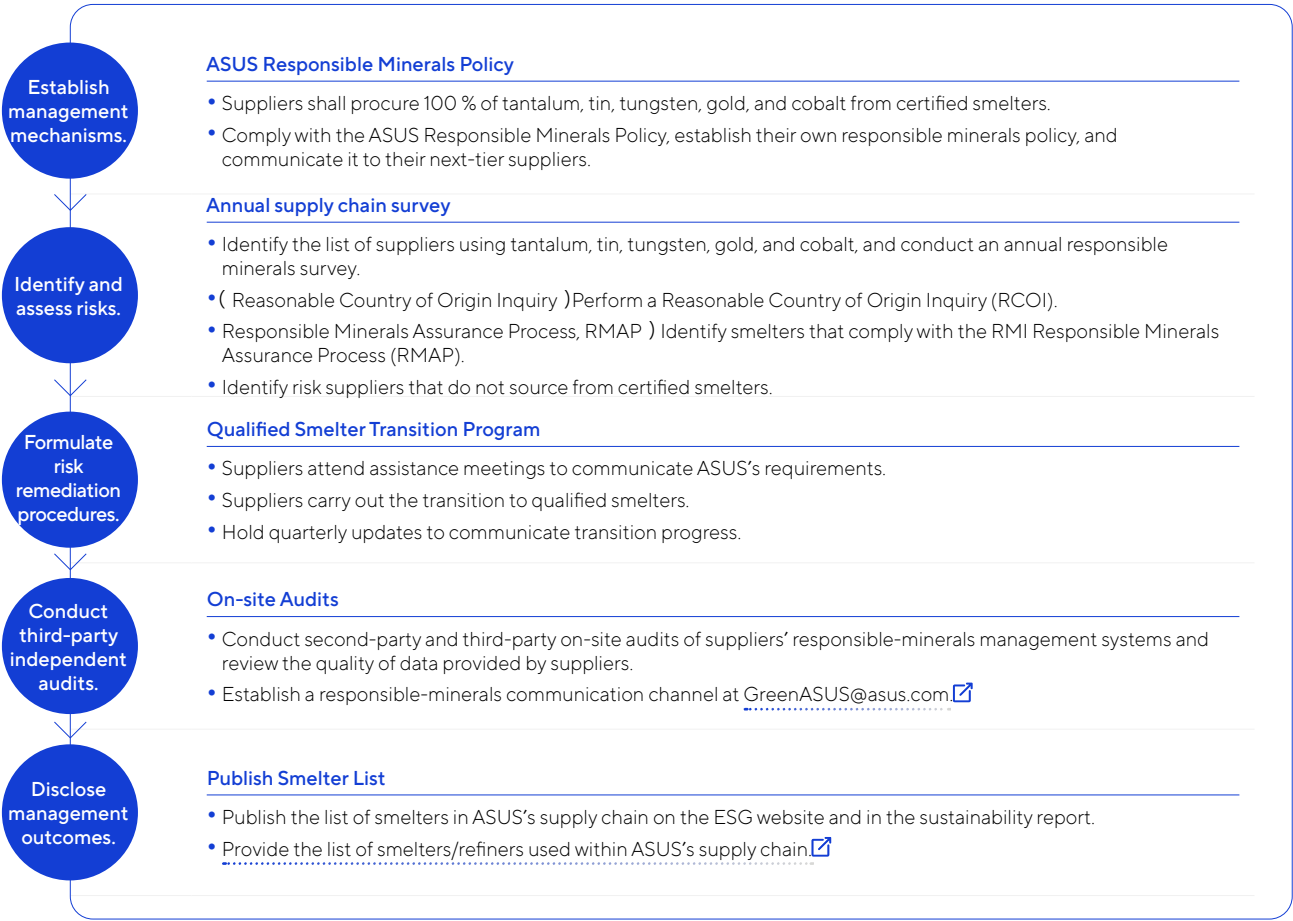 Establish
management
mechanisms.
ASUS Responsible Minerals Policy
• Suppliers shall procure 100 % of tantalum, tin, tungsten, gold, and cobalt from certified smelters.
• Comply with the ASUS Responsible Minerals Policy, establish their own responsible minerals policy, and
communicate it to their next-tier suppliers.
Identify and
assess risks.
Annual supply chain survey
• Identify the list of suppliers using tantalum, tin, tungsten, gold, and cobalt, and conduct an annual responsible
minerals survey.
• ( Reasonable Country of Origin Inquiry )Perform a Reasonable Country of Origin Inquiry (RCOI).
• Responsible Minerals Assurance Process, RMAP ) Identify smelters that comply with the RMI Responsible Minerals
Assurance Process (RMAP).
• Identify risk suppliers that do not source from certified smelters.
Formulate
risk
remediation
procedures.
Qualified Smelter Transition Program
• Suppliers attend assistance meetings to communicate ASUS's requirements.
• Suppliers carry out the transition to qualified smelters.
• Hold quarterly updates to communicate transition progress.
Conduct
third-party
independent
audits.
On-site Audits
• Conduct second-party and third-party on-site audits of suppliers' responsible-minerals management systems and
review the quality of data provided by suppliers.
• Establish a responsible-minerals communication channel at GreenASUS@asus.com.
Disclose
management
outcomes.
Publish Smelter List
• Publish the list of smelters in ASUS's supply chain on the ESG website and in the sustainability report.
• Provide the list of smelters/refiners used within ASUS's supply chain.